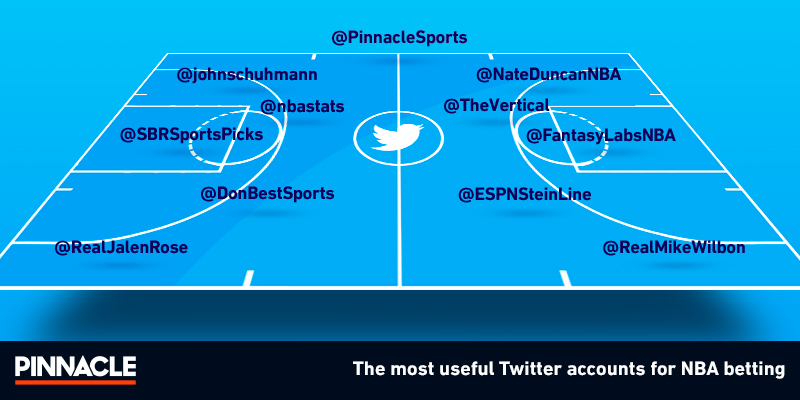 @PinnacleSports
@johnschuhmann
@NateDuncanNBA
@nbastats
@TheVertical
@SBRSportsPicks
@FantasyLabsNBA
@DonBestSports
@ESPNSteinLine
@RealJalenRose
@RealMikeWilbon
PINNACLE
The most useful Twitter accounts for NBA betting